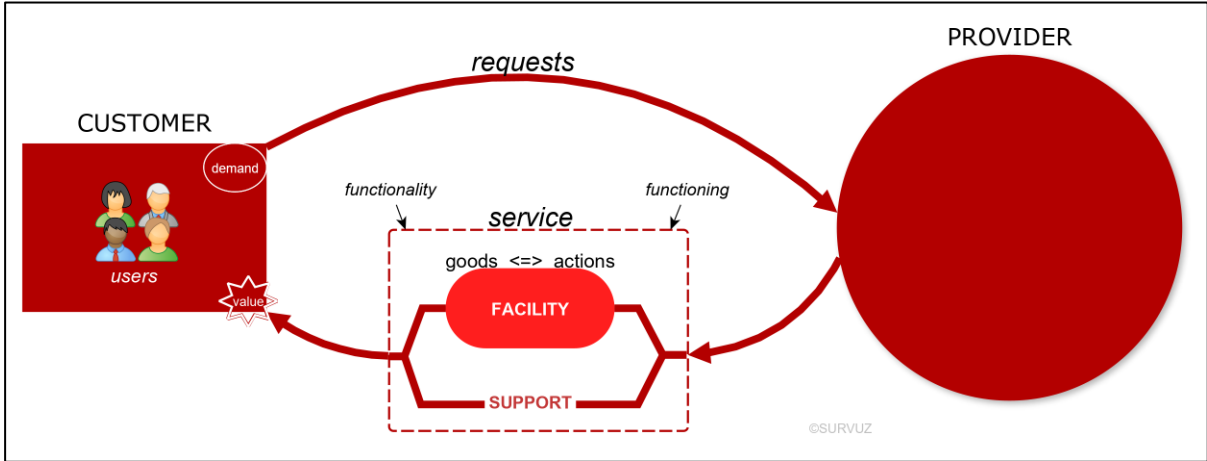 PROVIDER
requests
CUSTOMER
demand
functionality
functioning
service
users
goods <=> actions
value
FACILITY
SUPPORT
©SURVUZ